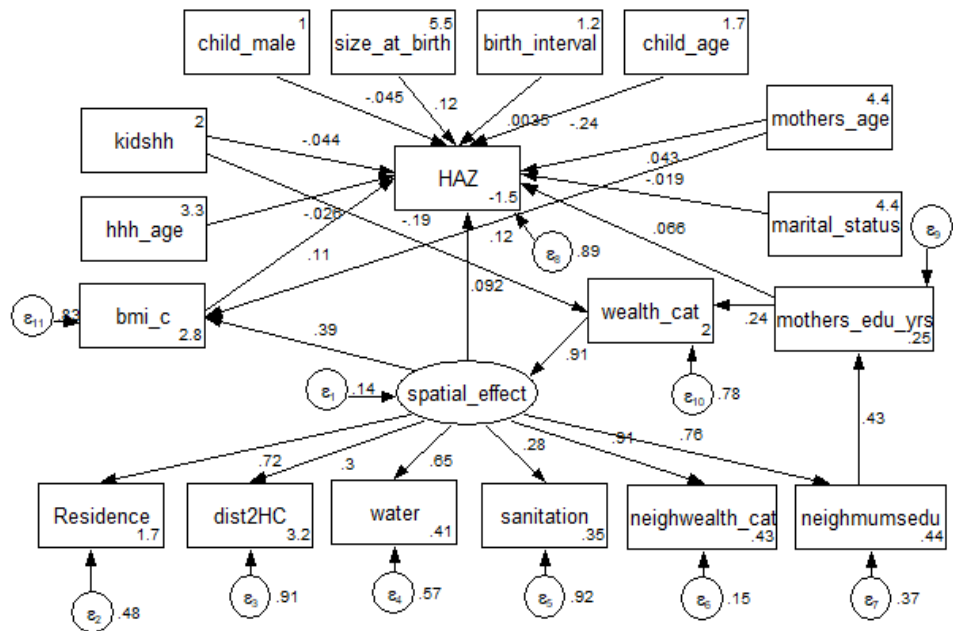 1
child_male
5.5
size_at_birth
1.2
birth_interval
1.7
child_age
-.045
.12
.0035
-.24
2
kidshh
-.044
HAZ
-1.5
4.4
mothers_age
.043
-.019
3.3
hhh_age
-.026
-.19
.12
.11
.066
4.4
marital_status
ε9
ε8
.89
.092
ε11
.83
bmi_c
2.8
.39
wealth_cat
2
.24
mothers_edu_yrs
.25
.91
ε1
.14
spatial_effect
ε10
.78
.43
.72
.3
.65
.28
.91
.76
Residence
1.7
dist2HC
3.2
water
.41
sanitation
.35
neighwealth_cat
.43
neighmumsedu
.44
ε2
.48
ε3
.91
ε4
.57
ε5
.92
ε6
.15
ε7
.37